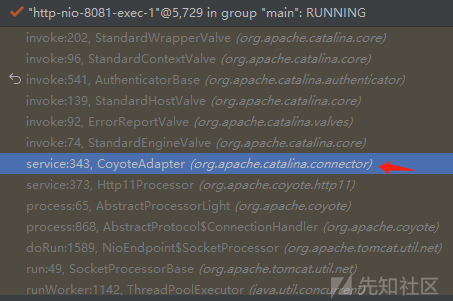 "http-nio-8081-exec-1"@5,729 in group "main": RUNNING
invoke:202, StandardWrapperValve (org.apache.catalina.core)
invoke:96, StandardContextValve (org.apache.catalina.core)
invoke:541, AuthenticatorBase (org.apache.catalina.authenticator)
invoke:139, StandardHostValve (org.apache.catalina.core)
invoke:92, ErrorReportValve (org.apache.catalina.valves)
invoke:74, StandardEngineValve (org.apache.catalina.core)
service:343, CoyoteAdapter (org.apache.catalina.connector)
service:373, Http11Processor (org.apache.coyote.http11)
process:65, AbstractProcessorLight (org.apache.coyote)
process:868, AbstractProtocol$ConnectionHandler (org.apache.coyote)
doRun:1589, NioEndpoint$SocketProcessor (org.apache.tomcat.util.net)
run:49, SocketProcessorBase (org.apache.tomcat.util.net)
runWorker:1142, ThreadPoolExecutor (java.util.concurrent)
先知社区